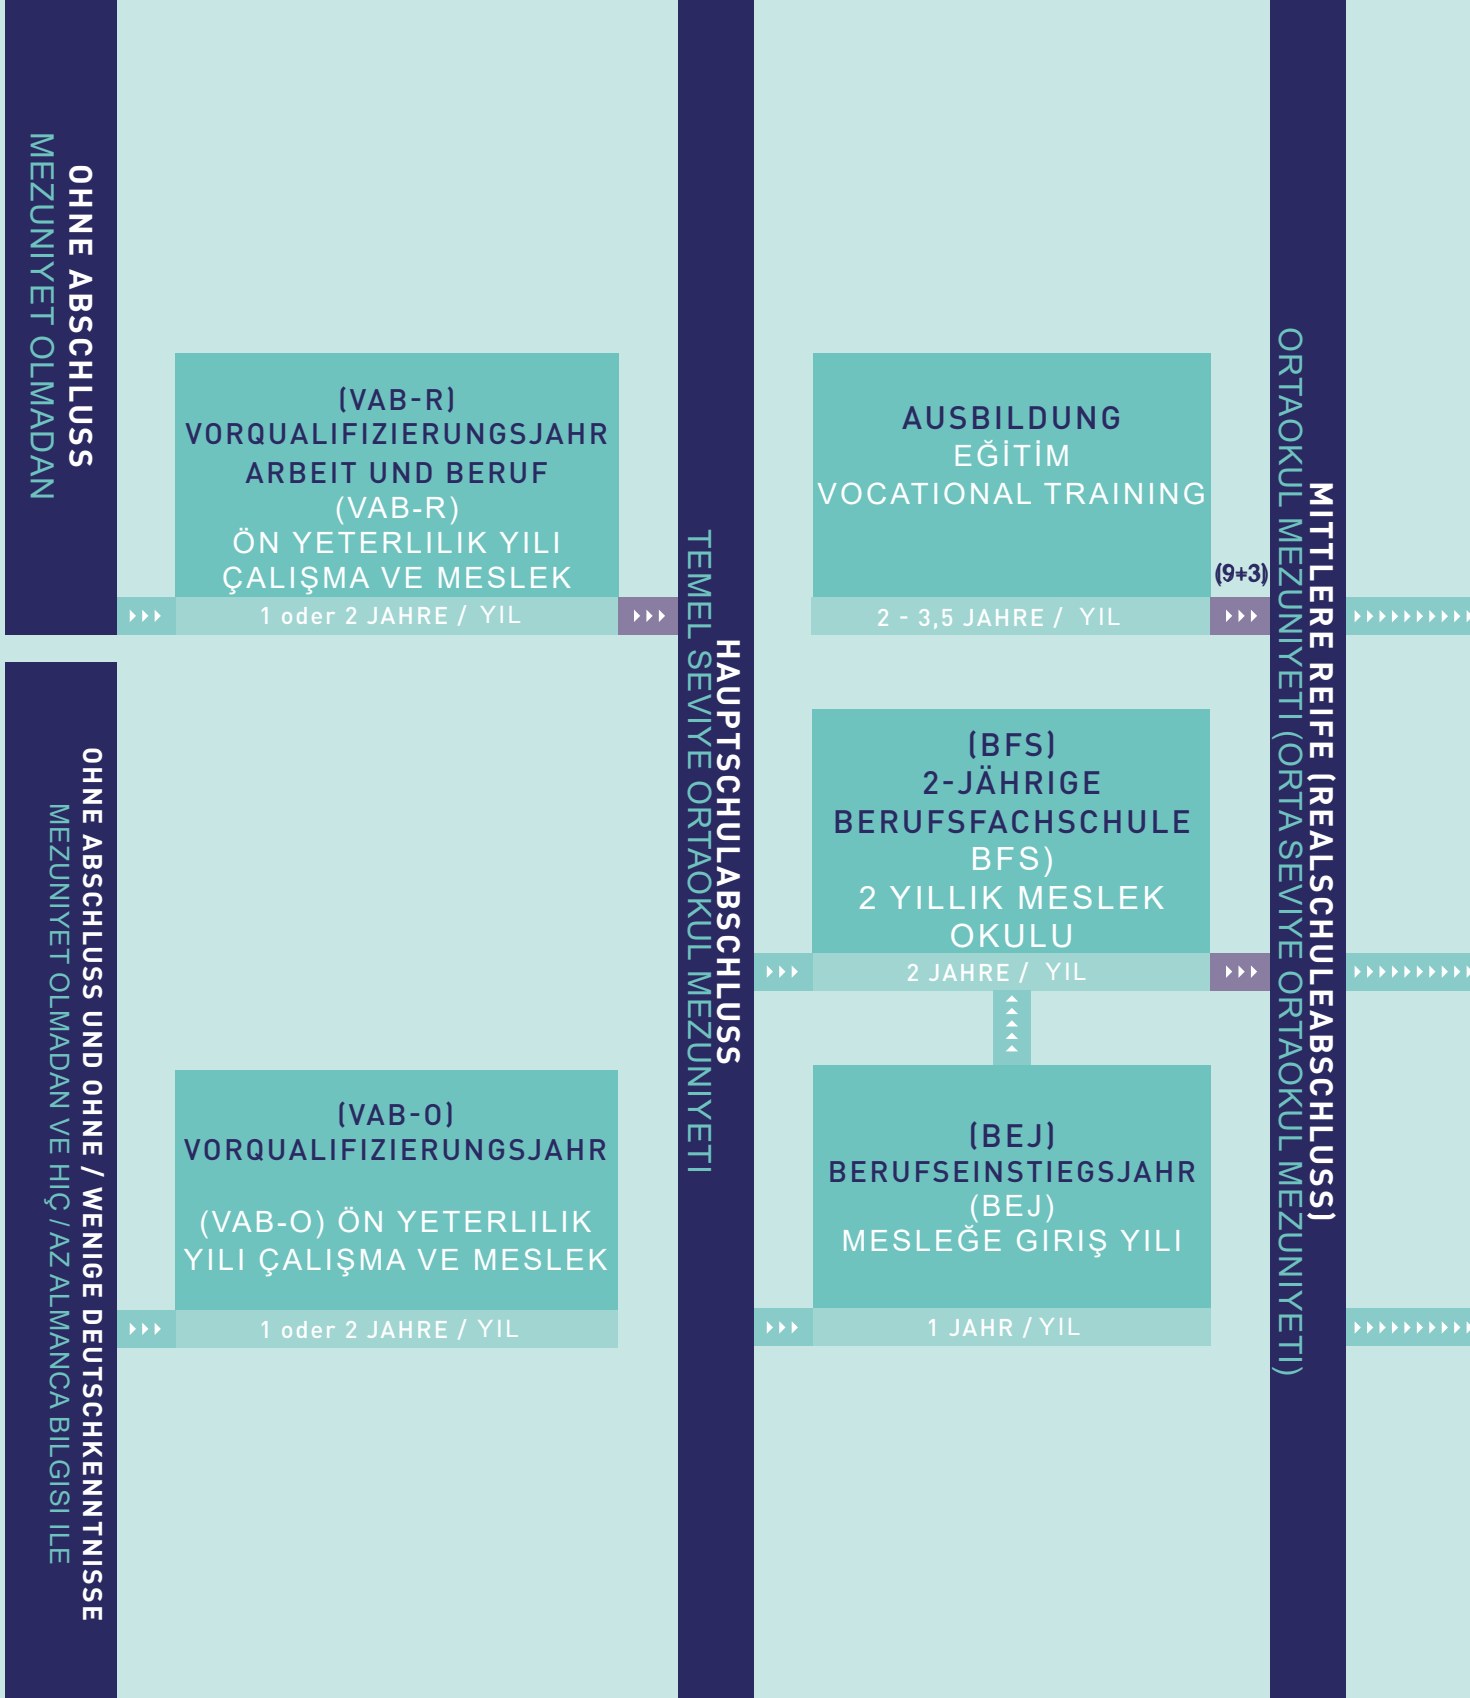 OHNE ABSCHLUSS
MEZUNIYET OLMADAN
(VAB-R)
VORQUALIFIZIERUNGSJAHR
ARBEIT UND BERUF
(VAB-R)
ÖN YETERLILIK YILI
ÇALIŞMA VE MESLEK
1 oder 2 JAHRE / YIL
OHNE ABSCHLUSS UND OHNE / WENIGE DEUTSCHKENNTNISSE
MEZUNIYET OLMADAN VE HIÇ / AZ ALMANCA BILGISI ILE
(VAB-O)
VORQUALIFIZIERUNGSJAHR
(VAB-O) ÖN YETERLILIK
YILI ÇALIŞMA VE MESLEK
1 oder 2 JAHRE / YIL
HAUPTSCHULABSCHLUSS
TEMEL SEVIYE ORTAOKUL MEZUNIYETI
AUSBILDUNG
EĞİTİM
VOCATIONAL TRAINING
(9+3)
2 - 3,5 JAHRE / YIL
(BFS)
2-JÄHRIGE
BERUFSFACHSCHULE
BFS)
2 YILLIK MESLEK
OKULU
2 JAHRE / YIL
(BEJ)
BERUFSEINSTIEGSJAHR
(BEJ)
MESLEĞE GIRIŞ YILI
1 JAHR / YIL
MITTLERE REIFE (REALSCHULEABSCHLUSS)
ORTAOKUL MEZUNIYETI (ORTA SEVIYE ORTAOKUL MEZUNIYETI)